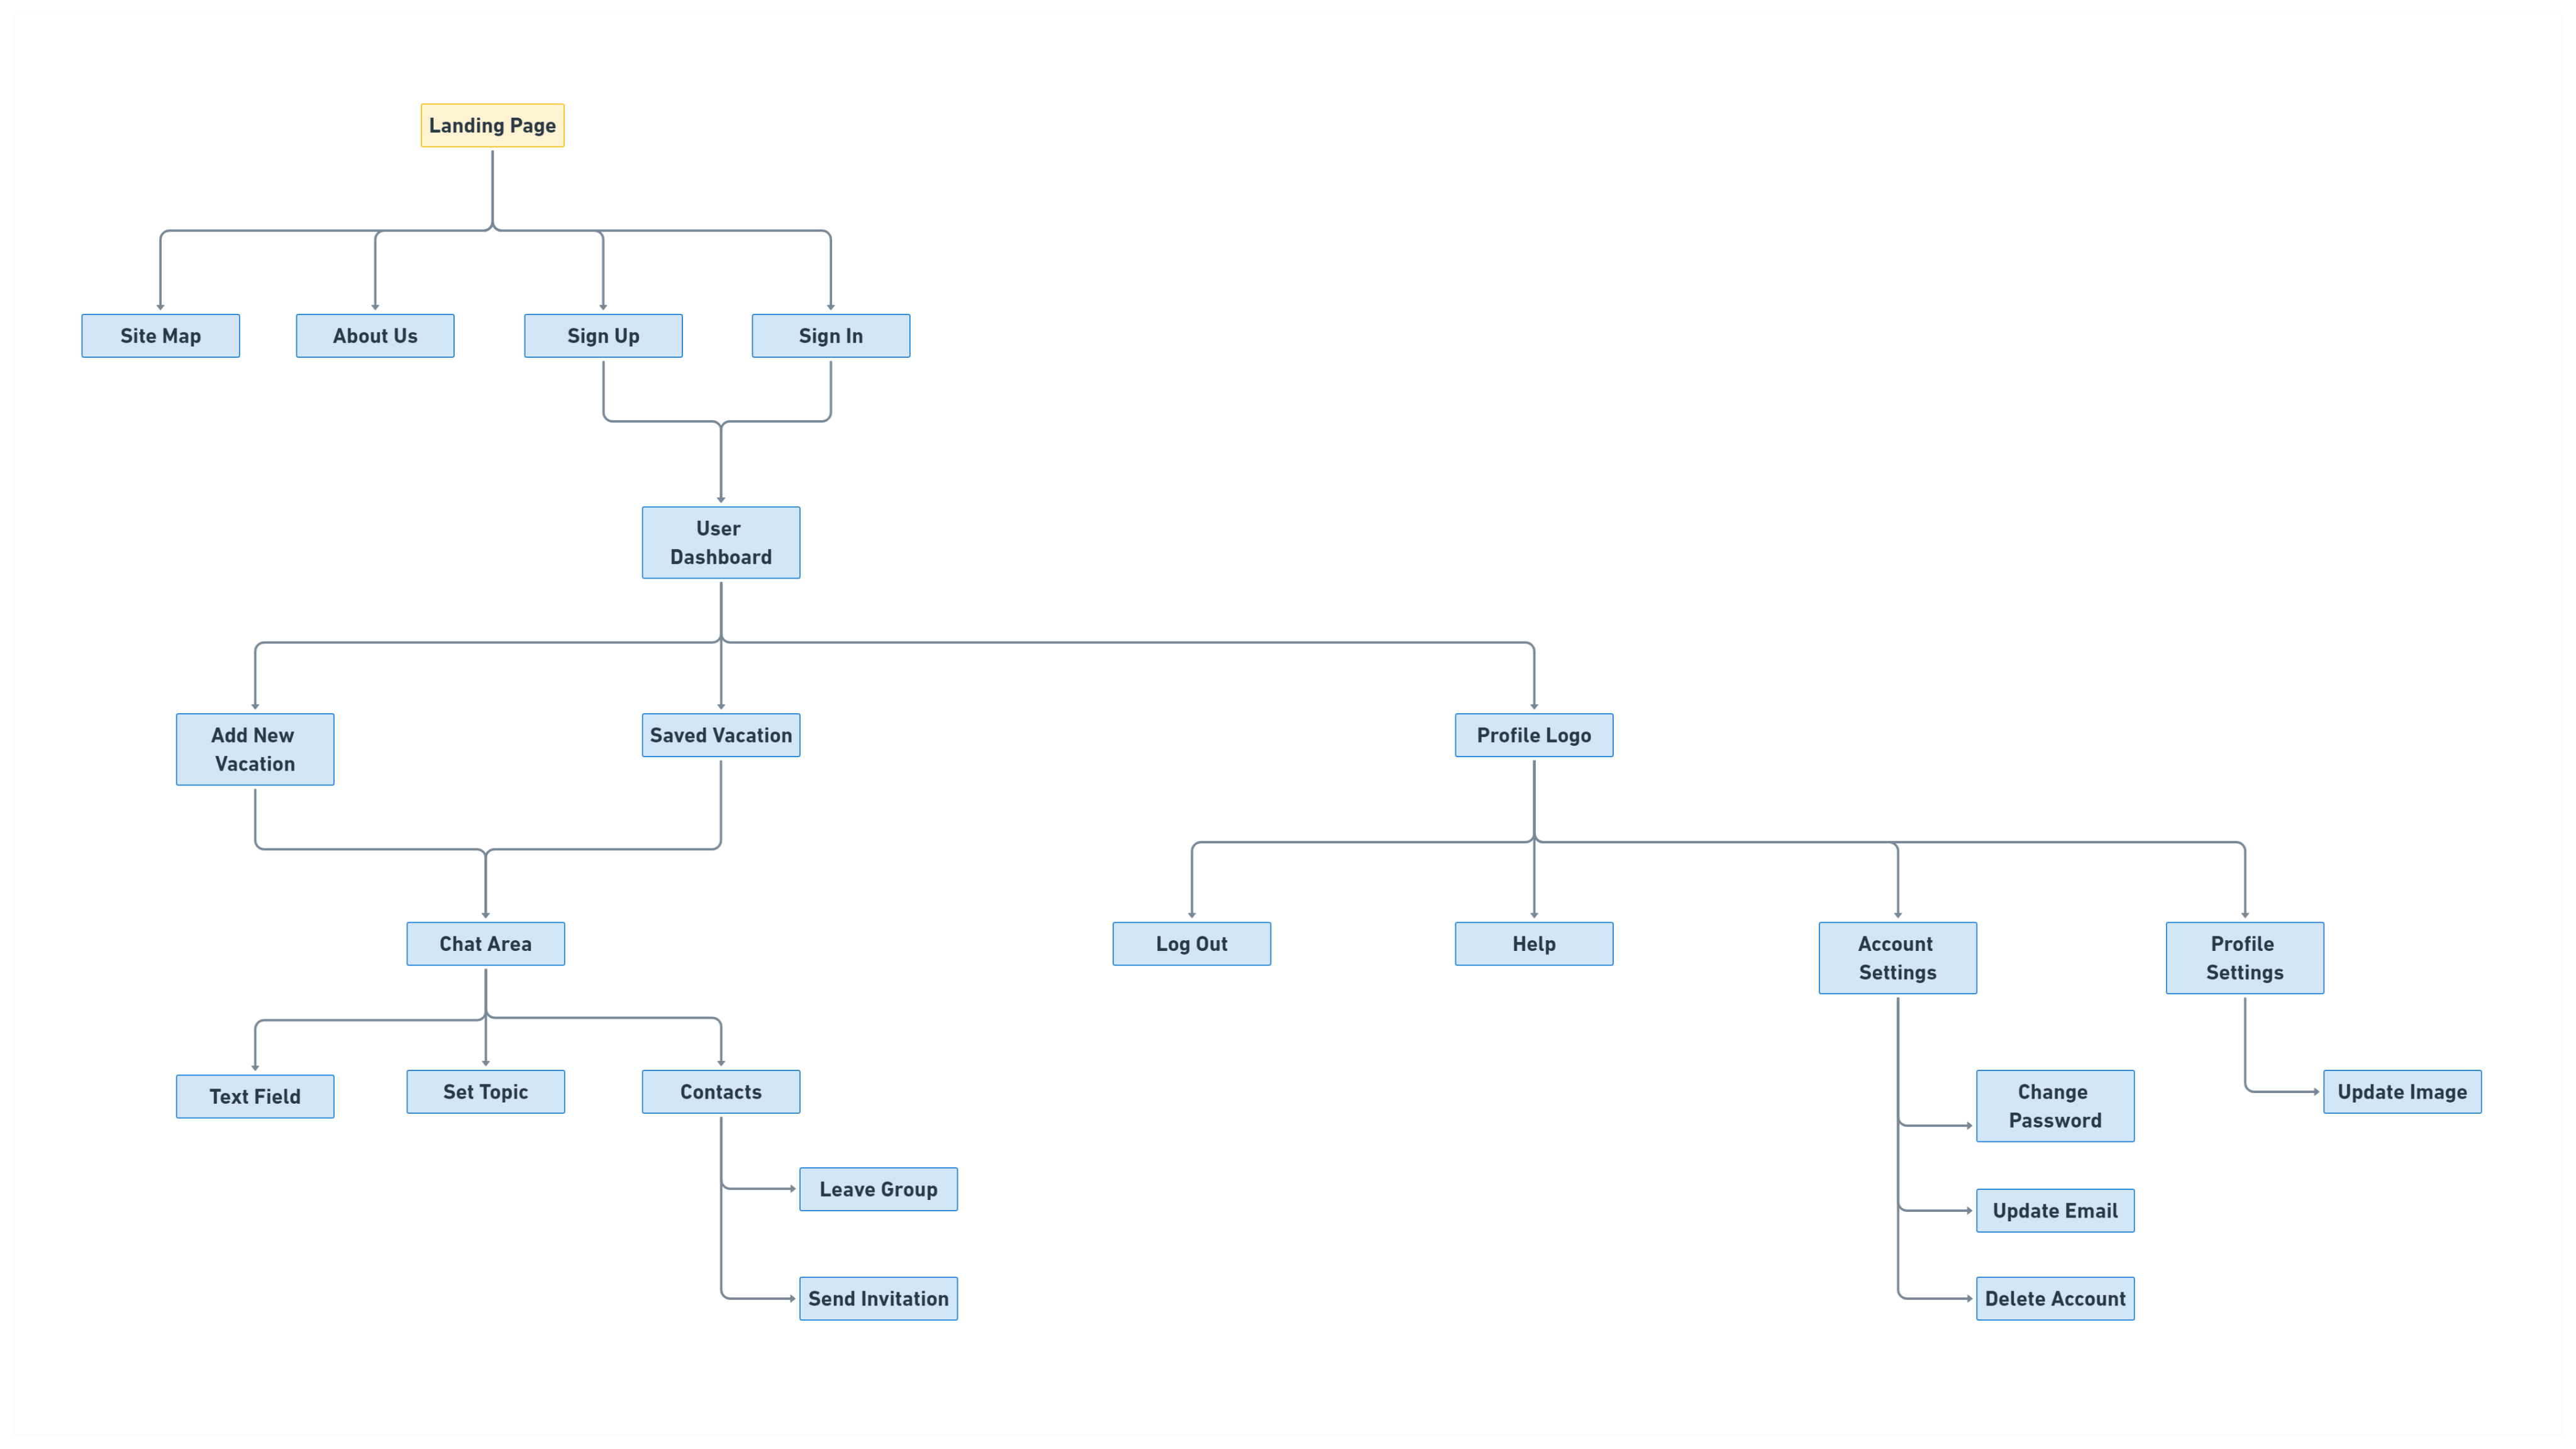 Landing Page
Site Map
About Us
Sign Up
Sign In
User
Dashboard
Add New
Vacation
Saved Vacation
Profile Logo
Chat Area
Log Out
Help
Account
Settings
Profile
Settings
Text Field
Set Topic
Contacts
Change
Password
Update Image
Leave Group
Update Email
Send Invitation
Delete Account